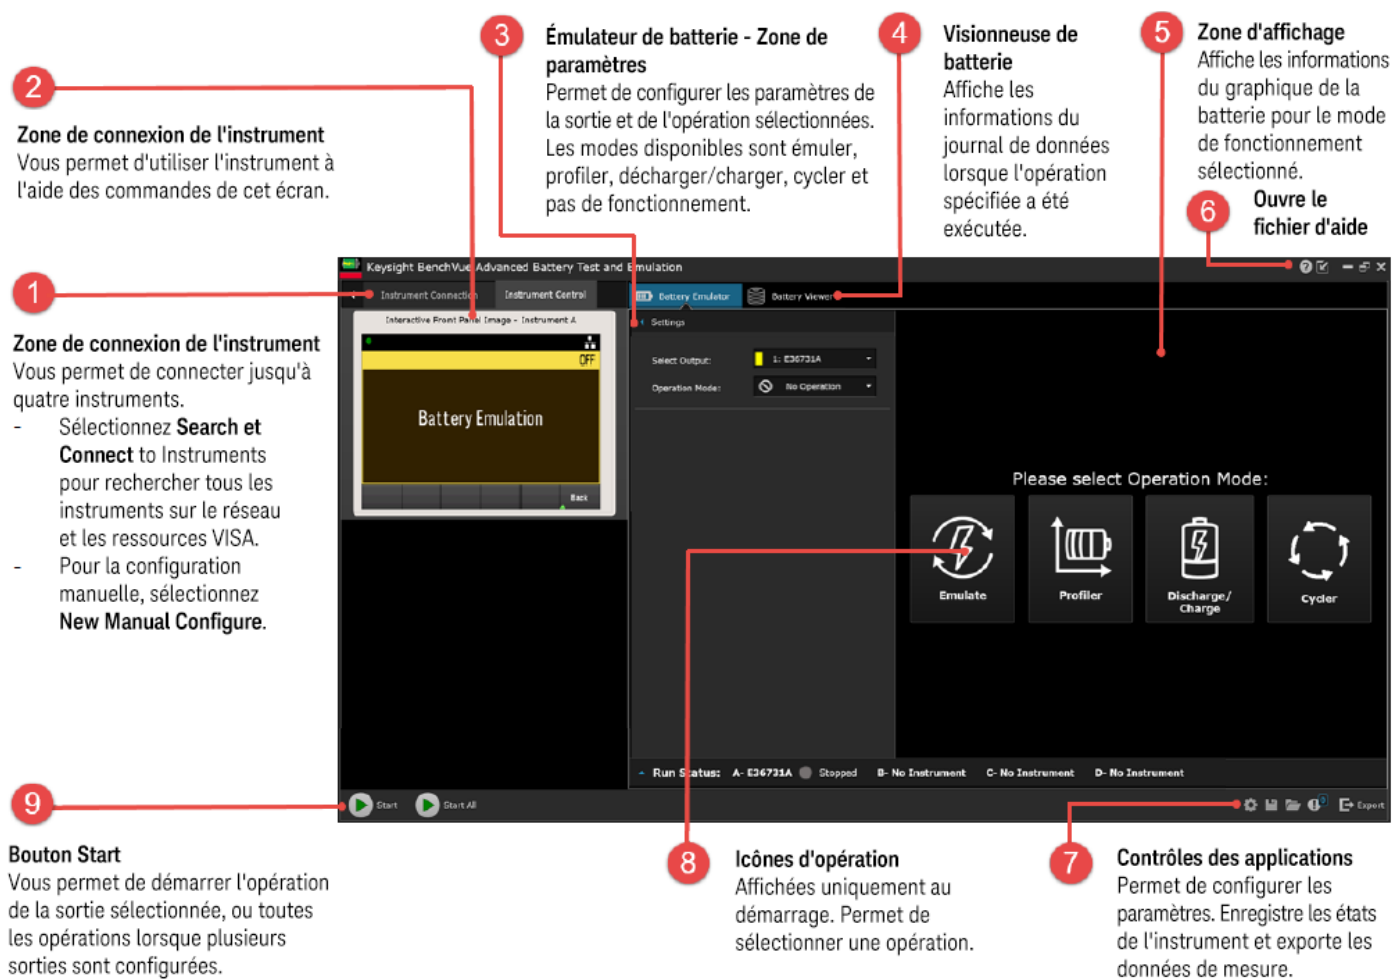 2
Zone de connexion de l'instrument
Vous permet d'utiliser l'instrument à
l'aide des commandes de cet écran.
3
Émulateur de batterie - Zone de
paramètres
Permet de configurer les paramètres de
la sortie et de l'opération sélectionnées.
Les modes disponibles sont émuler,
profiler, décharger/charger, cycler et
pas de fonctionnement.
4
Visionneuse de
batterie
Affiche les
informations du
journal de données
lorsque l'opération
spécifiée a été
exécutée.
5
Zone d'affichage
Affiche les informations
du graphique de la
batterie pour le mode
de fonctionnement
sélectionné.
6
Ouvre le
fichier d'aide
1
Zone de connexion de l'instrument
Vous permet de connecter jusqu'à
quatre instruments.
- Sélectionnez Search et
Connect to Instruments
pour rechercher tous les
instruments sur le réseau
et les ressources VISA.
- Pour la configuration
manuelle, sélectionnez
New Manual Configure.
Keysight BenchVue Advanced Battery Test and Emulation
Instrument Connection
Instrument Control
Battery Emulator
Battery Viewer
Interactive Front Panel Image - Instrument A
OFF
Battery Emulation
Back
Settings
Select Output:
1: E36731A
Operation Mode:
No Operation
Please select Operation Mode:
Emulate
Profiler
Discharge/
Charge
Cycler
Run Status: A- E36731A Stopped B- No Instrument C- No Instrument D- No Instrument
Start
Start All
Export
9
Bouton Start
Vous permet de démarrer l'opération
de la sortie sélectionnée, ou toutes
les opérations lorsque plusieurs
sorties sont configurées.
8
Icônes d'opération
Affichées uniquement au
démarrage. Permet de
sélectionner une opération.
7
Contrôles des applications
Permet de configurer les
paramètres. Enregistre les états
de l'instrument et exporte les
données de mesure.